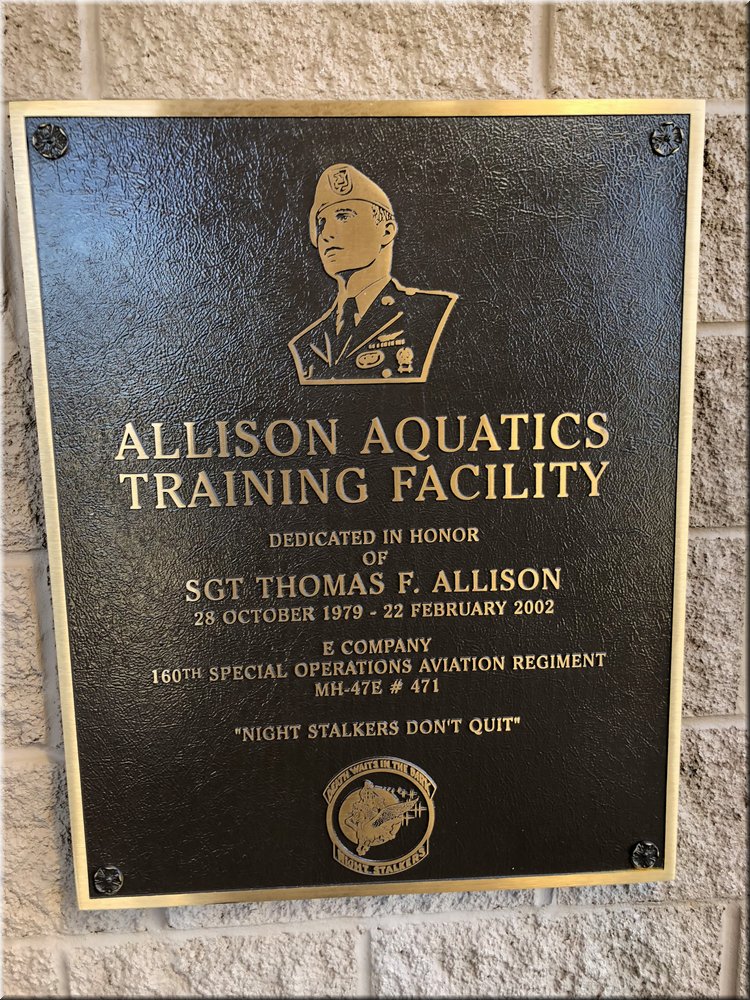 ALLISON AQUATICS
TRAINING FACILITY
DEDICATED IN HONOR
OF
SGT THOMAS F. ALLISON
28 OCTOBER 1979 - 22 FEBRUARY 2002
E COMPANY
160TH SPECIAL OPERATIONS AVIATION REGIMENT
MH-47E # 471
"NIGHT STALKERS DON'T QUIT"
DEATH WAITS IN THE DARK
NIGHT STALKERS